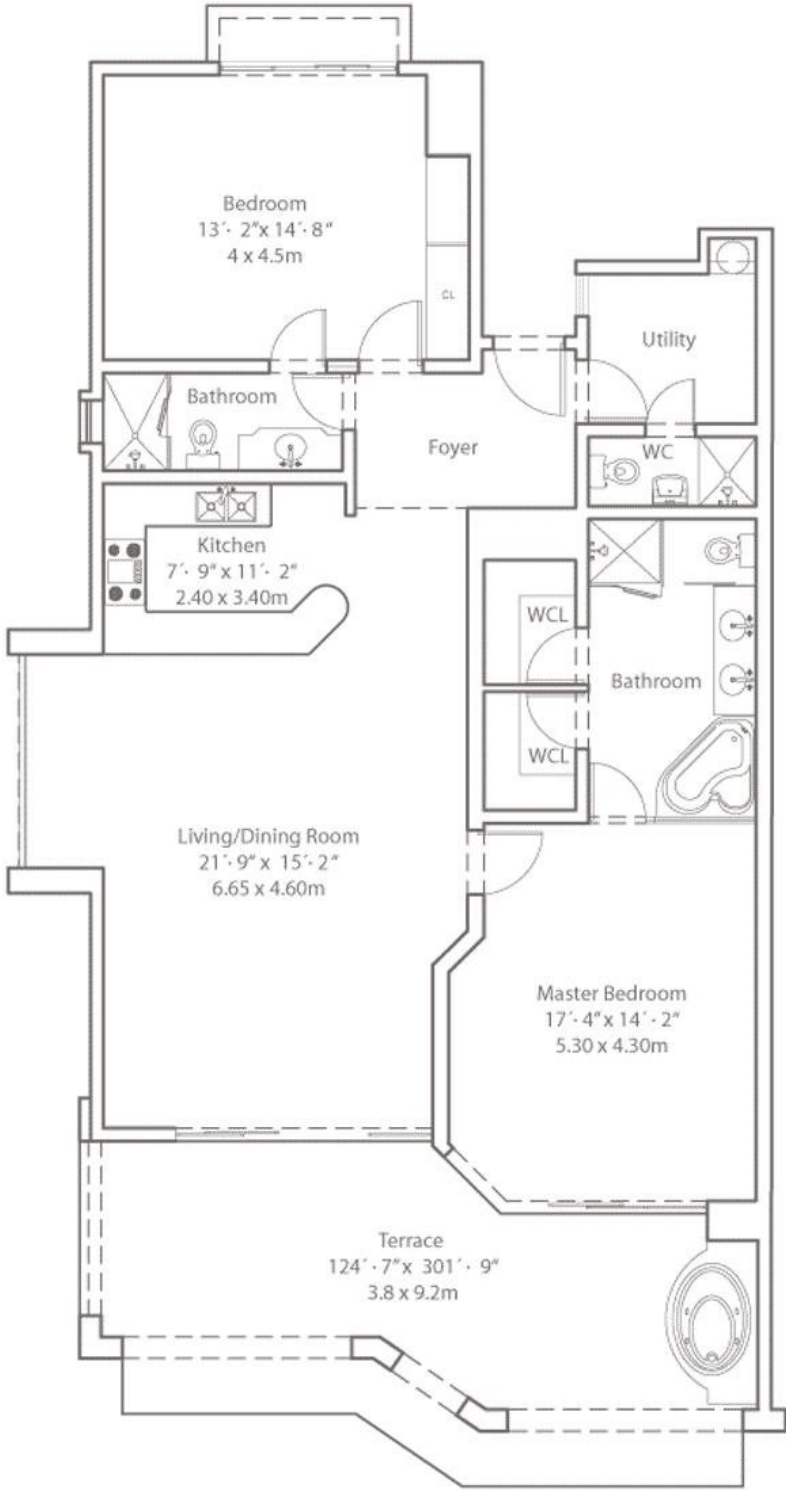 Bedroom
13´· 2″x 14´· 8″
4 x 4.5m
CL
Utility
Bathroom
Foyer
WC
Kitchen
7´· 9″ x 11´· 2″
2.40 x 3.40m
WCL
Bathroom
WCL
Living/Dining Room
21´· 9″ x 15´· 2″
6.65 x 4.60m
Master Bedroom
17´· 4″ x 14´· 2″
5.30 x 4.30m
Terrace
124´· 7″ x 301´· 9″
3.8 x 9.2m